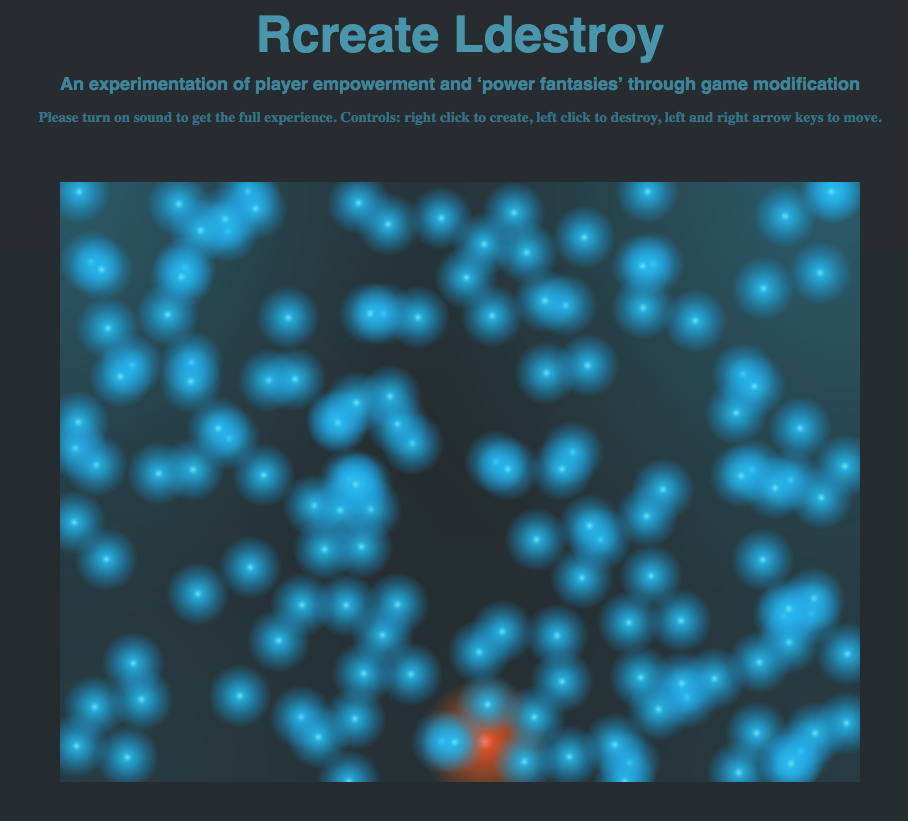 Rcreate Ldestroy
An experimentation of player empowerment and ‘power fantasies’ through game modification
Please turn on sound to get the full experience. Controls: right click to create, left click to destroy, left and right arrow keys to move.